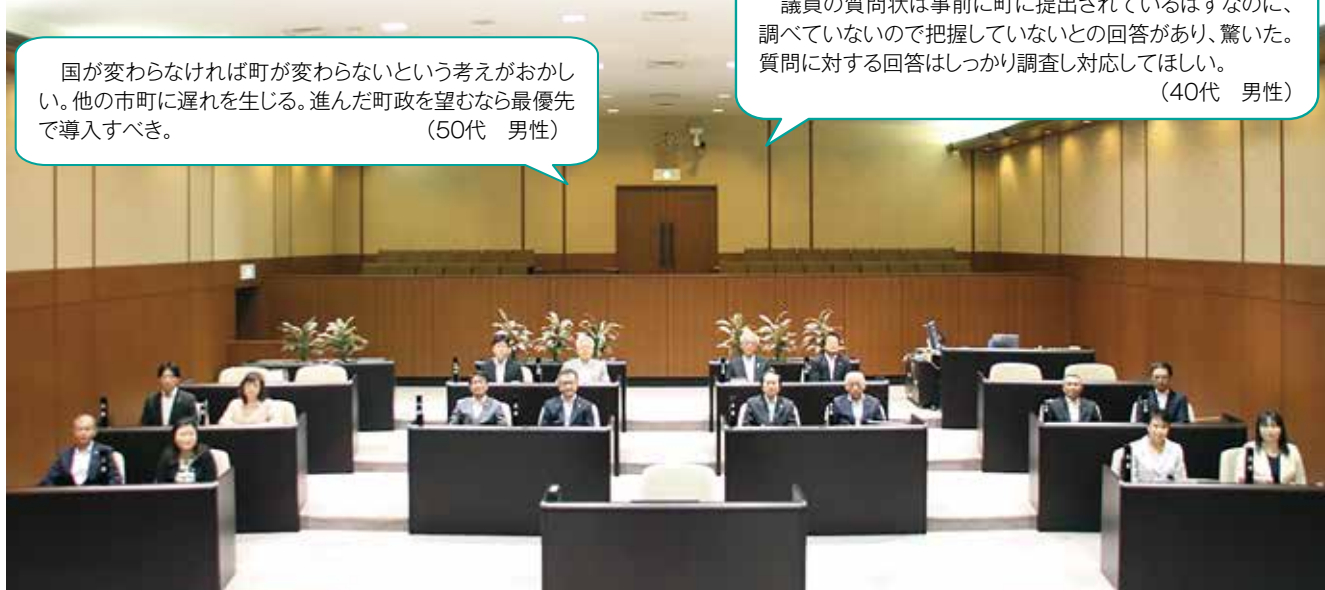 国が変わらなければ町が変わらないという考えがおかし
い。他の市町に遅れを生じる。進んだ町政を望むなら最優先
で導入すべき。 (50代 男性)
議員の質問状は事前に町に提出されているはずなのに、
調べていないので把握していないとの回答があり、驚いた。
質問に対する回答はしっかり調査し対応してほしい。
(40代 男性)